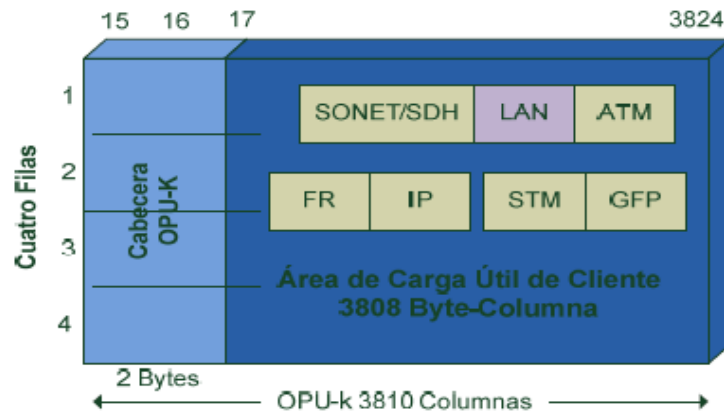 15 16 17 3824
Cuatro Filas
1
2
3
4
Cabecera
OPU-K
SONET/SDH LAN ATM
FR IP STM GFP
Área de Carga Útil de Cliente
3808 Byte-Columna
2 Bytes
OPU-k 3810 Columnas